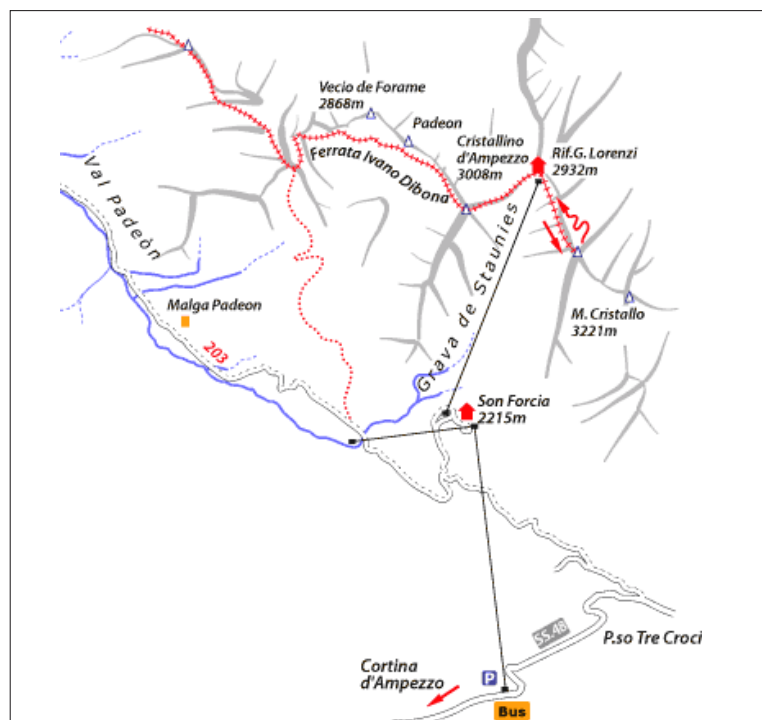 Vecio de Forame
2868m
Padeon
Cristallino
d'Ampezzo
3008m
Rif.G. Lorenzi
2932m
Ferrata Ivano Dibona
Val Padeòn
Grava de Staunies
Malga Padeon
203
M. Cristallo
3221m
Son Forcia
2215m
SS.48
P.so Tre Croci
Cortina
d'Ampezzo
P
Bus